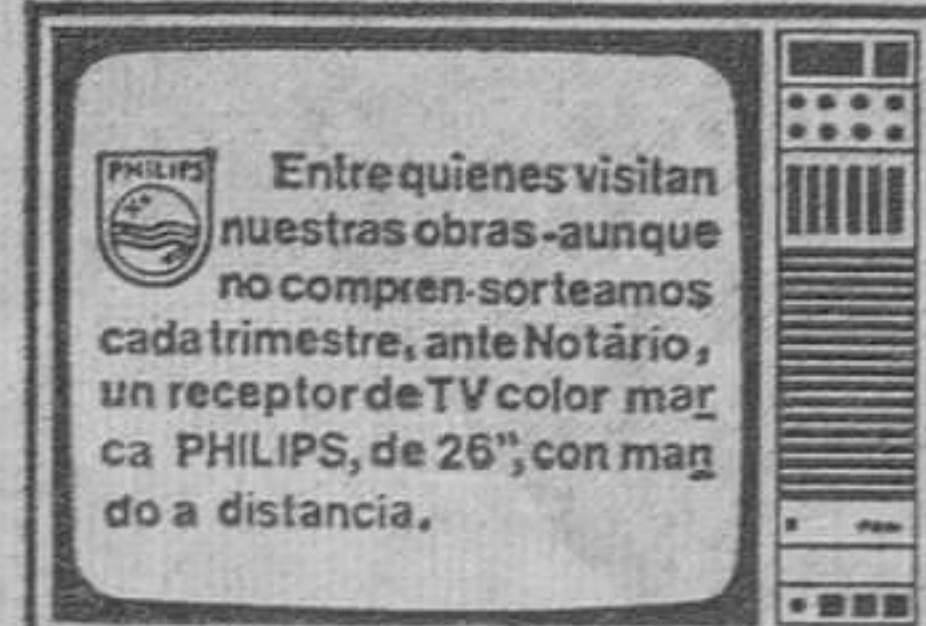 PHILIPS
Entre quienes visitan
nuestras obras-aunque
no compren-sorteamos
cada trimestre, ante Notário,
un receptor de TV color mar
ca PHILIPS, de 26", con man
do a distancia.